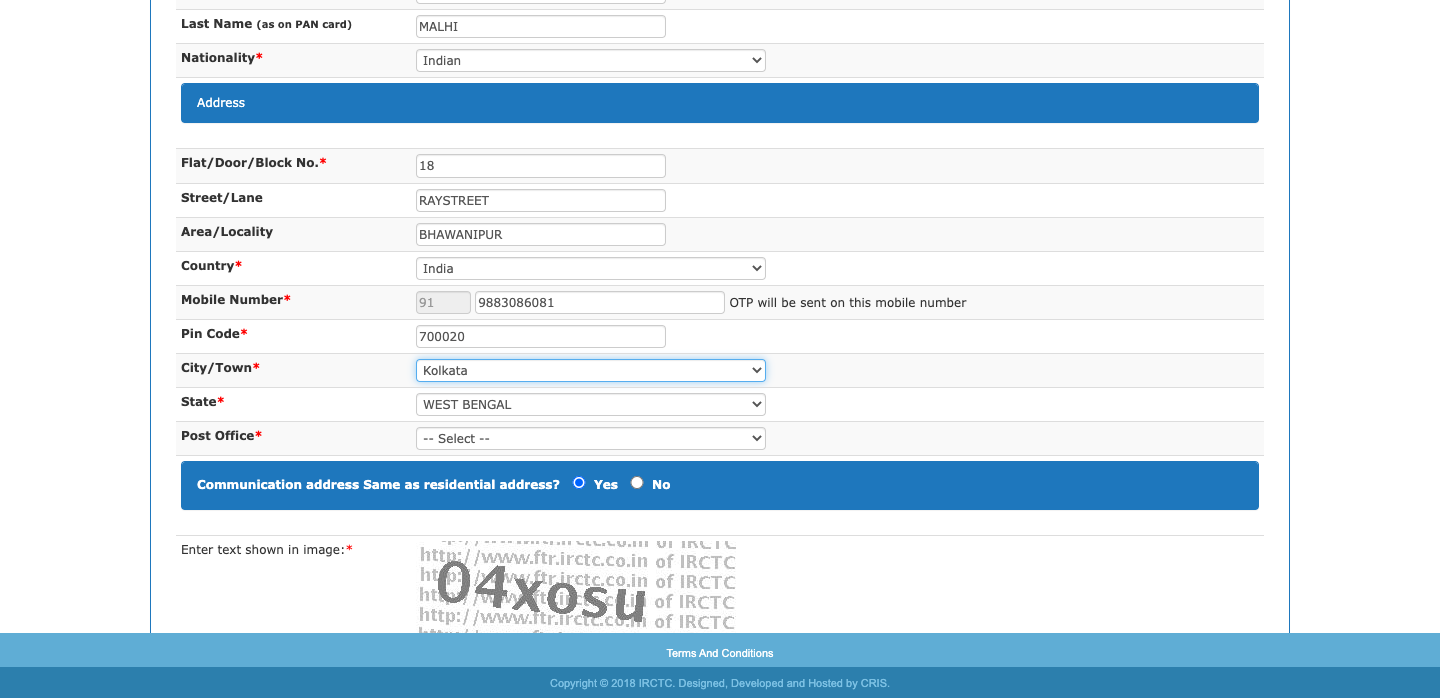 Last Name (as on PAN card) MALHI
Nationality* Indian
Address
Flat/Door/Block No.* 18
Street/Lane RAYSTREET
Area/Locality BHAWANIPUR
Country* India
Mobile Number* 91 9883086081 OTP will be sent on this mobile number
Pin Code* 700020
City/Town* Kolkata
State* WEST BENGAL
Post Office* -- Select --
Communication address Same as residential address? Yes No
Enter text shown in image:*
http://www.ftr.irctc.co.in of IRCTC
http://www.ftr.irctc.co.in of IRCTC
04xosu
http://www.ftr.irctc.co.in of IRCTC
http://www.ftr.irctc.co.in of IRCTC
Terms And Conditions
Copyright © 2018 IRCTC. Designed, Developed and Hosted by CRIS.